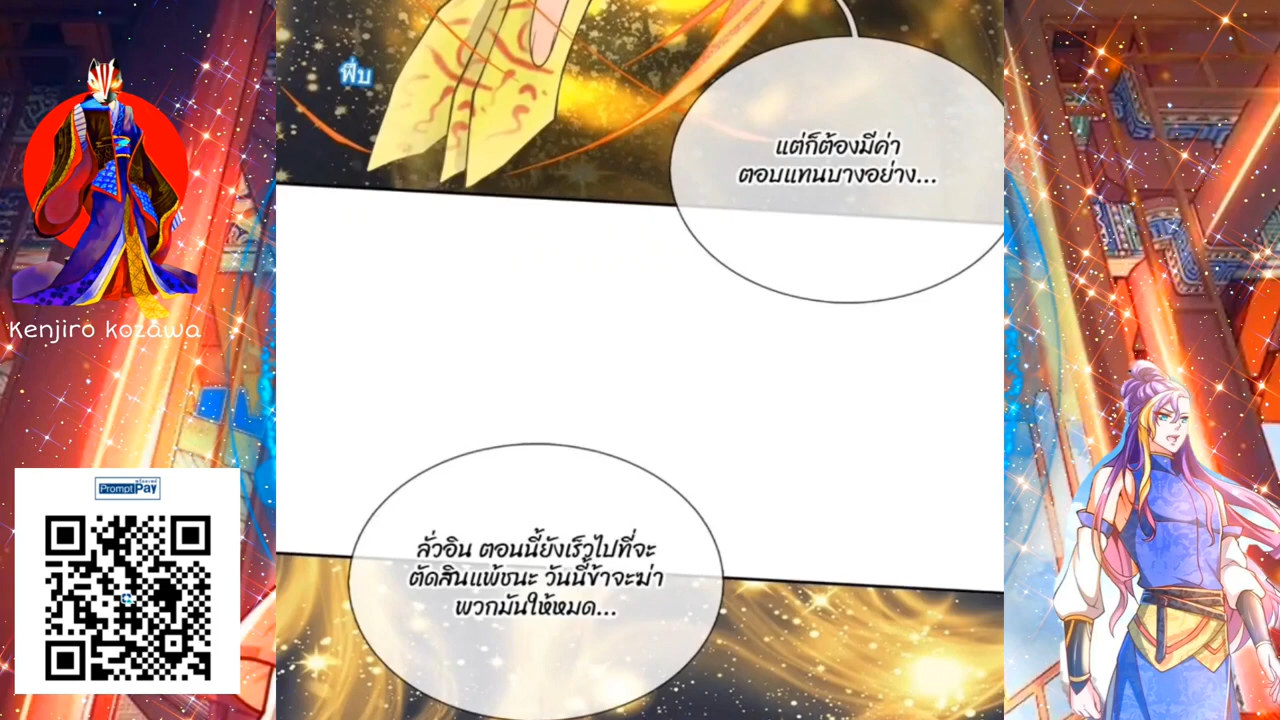 ฟึ่บ
แต่ก็ต้องมีค่า
ตอบแทนบางอย่าง...
Kenjiro kozawa
PromptPay
ลั่วอิน ตอนนี้ยังเร็วไปที่จะ
ตัดสินแพ้ชนะ วันนี้ข้าจะฆ่า
พวกมันให้หมด...